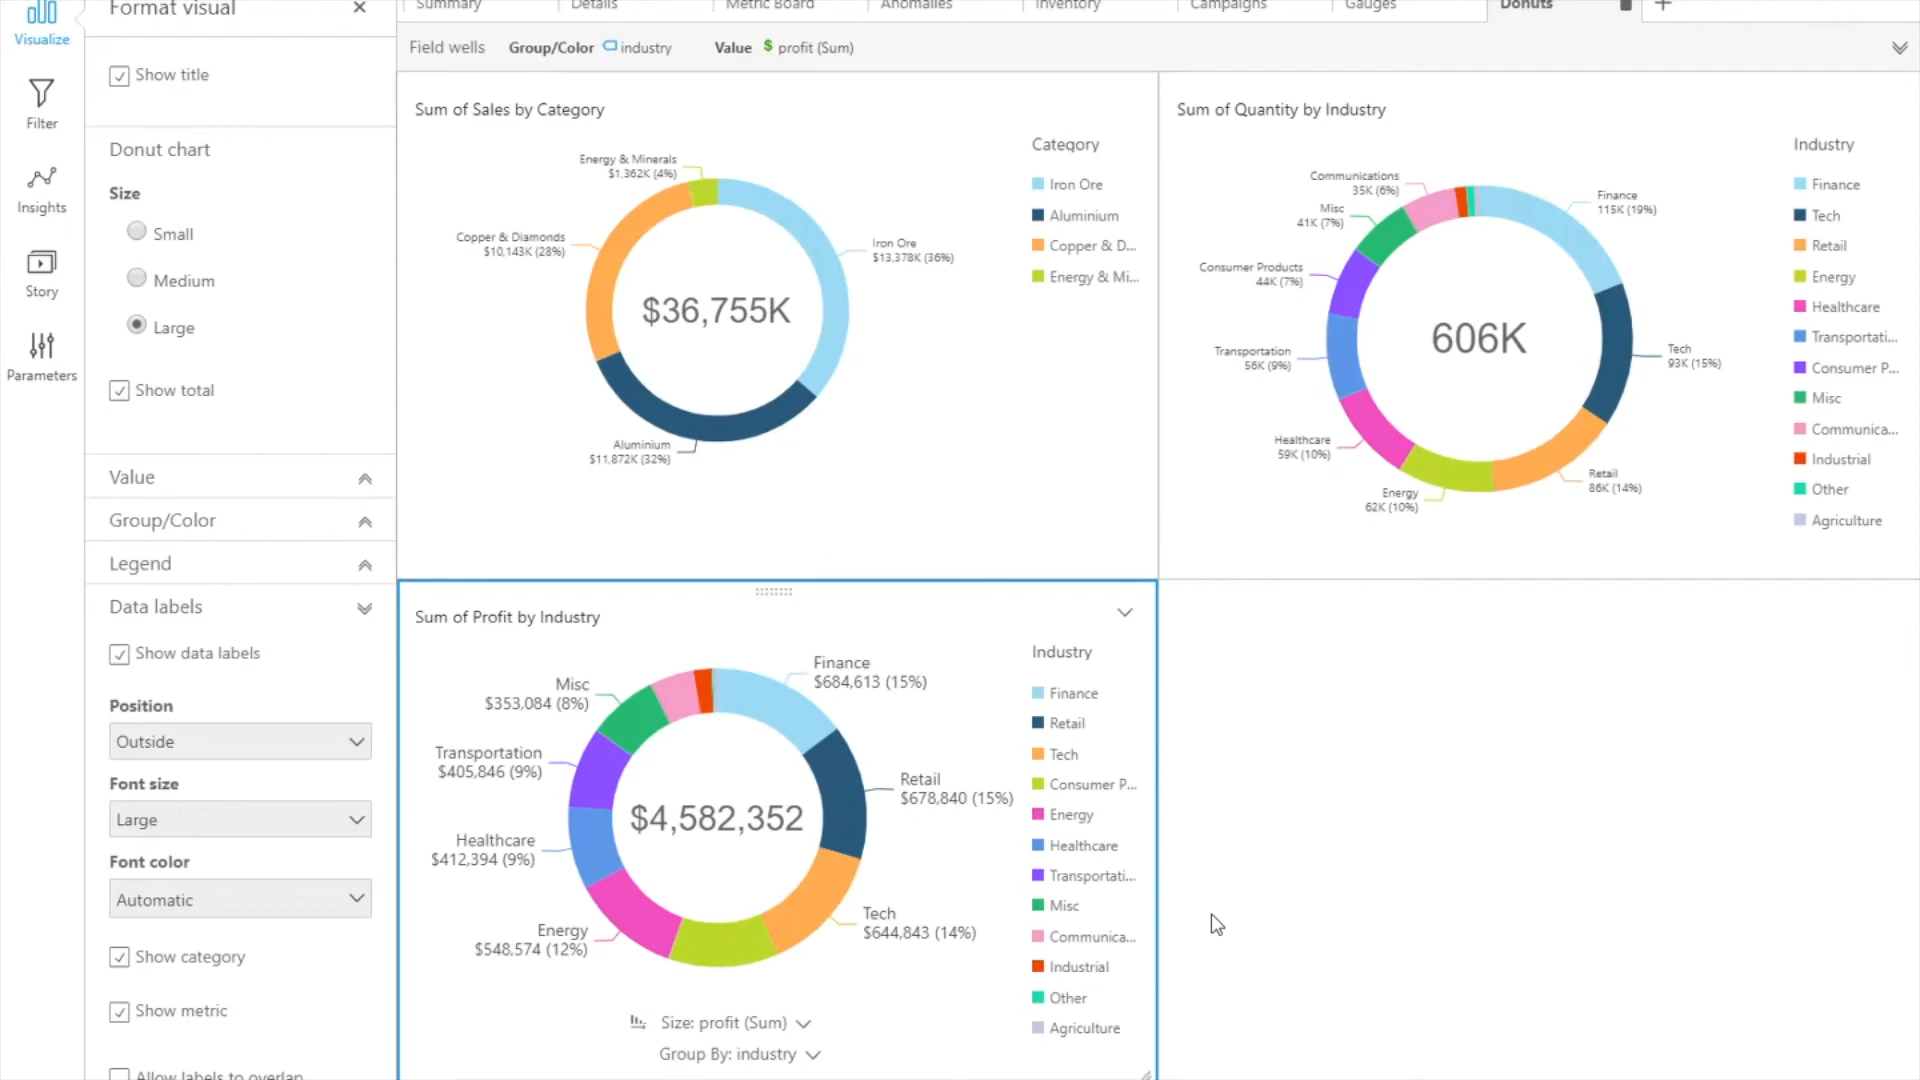 Format visual
Summary
Details
Metric Board
Anomalies
Inventory
Campaigns
Gauges
Donuts
Visualize
Filter
Insights
Story
Parameters
Show title
Donut chart
Size
Small
Medium
Large
Show total
Value
Group/Color
Legend
Data labels
Show data labels
Position
Outside
Font size
Large
Font color
Automatic
Show category
Show metric
Allow labels to overlap
Field wells Group/Color industry Value $ profit (Sum)
Sum of Sales by Category
Energy & Minerals
$1,362K (4%)
Copper & Diamonds
$10,143K (28%)
Iron Ore
$13,378K (36%)
$36,755K
Aluminium
$11,872K (32%)
Category
Iron Ore
Aluminium
Copper & D...
Energy & Mi...
Sum of Quantity by Industry
Communications
35K (6%)
Finance
115K (19%)
Misc
41K (7%)
Consumer Products
44K (7%)
606K
Transportation
56K (9%)
Tech
93K (15%)
Healthcare
59K (10%)
Retail
86K (14%)
Energy
62K (10%)
Industry
Finance
Tech
Retail
Energy
Healthcare
Transportati...
Consumer P...
Misc
Communica...
Industrial
Other
Agriculture
Sum of Profit by Industry
Finance
$684,613 (15%)
Misc
$353,084 (8%)
Transportation
$405,846 (9%)
Retail
$678,840 (15%)
$4,582,352
Healthcare
$412,394 (9%)
Tech
$644,843 (14%)
Energy
$548,574 (12%)
Size: profit (Sum)
Group By: industry
Industry
Finance
Retail
Tech
Consumer P...
Energy
Healthcare
Transportati...
Misc
Communica...
Industrial
Other
Agriculture